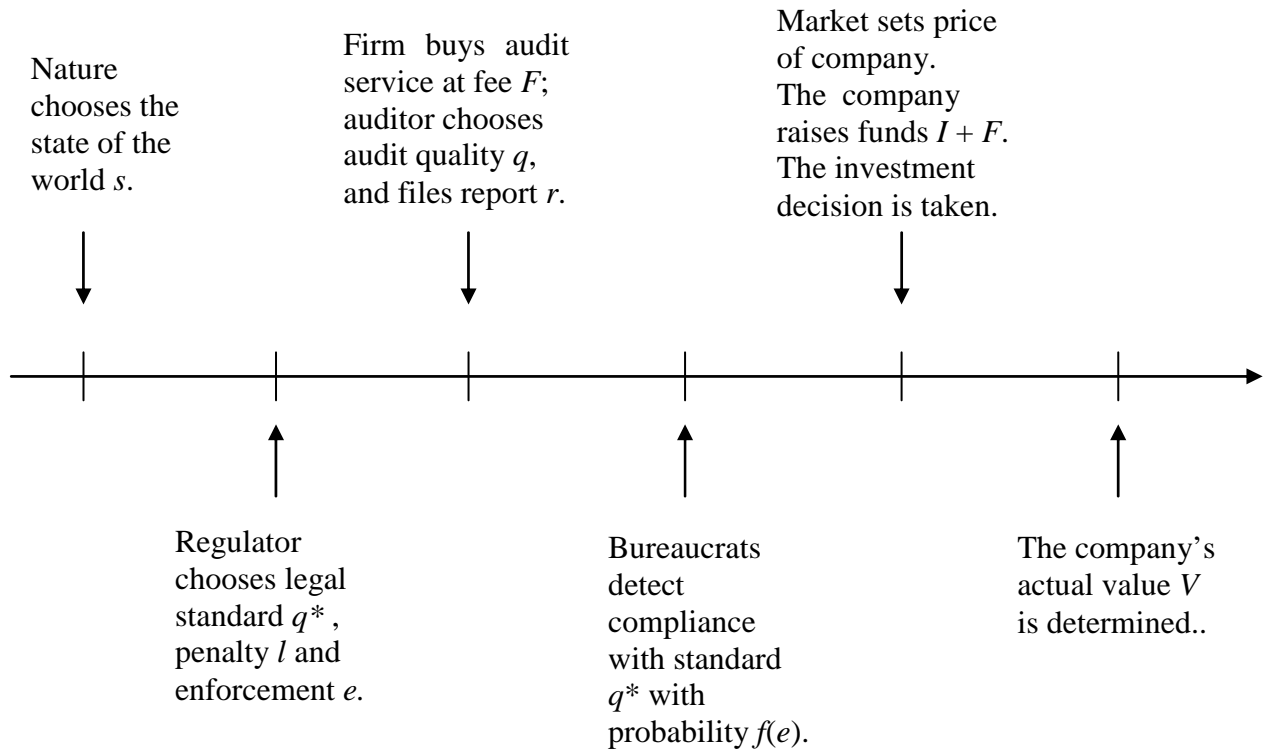 Nature
chooses the
state of the
world s.
Firm buys audit
service at fee F;
auditor chooses
audit quality q,
and files report r.
Market sets price
of company.
The company
raises funds I + F.
The investment
decision is taken.
Regulator
chooses legal
standard q* ,
penalty l and
enforcement e.
Bureaucrats
detect
compliance
with standard
q* with
probability f(e).
The company’s
actual value V
is determined..